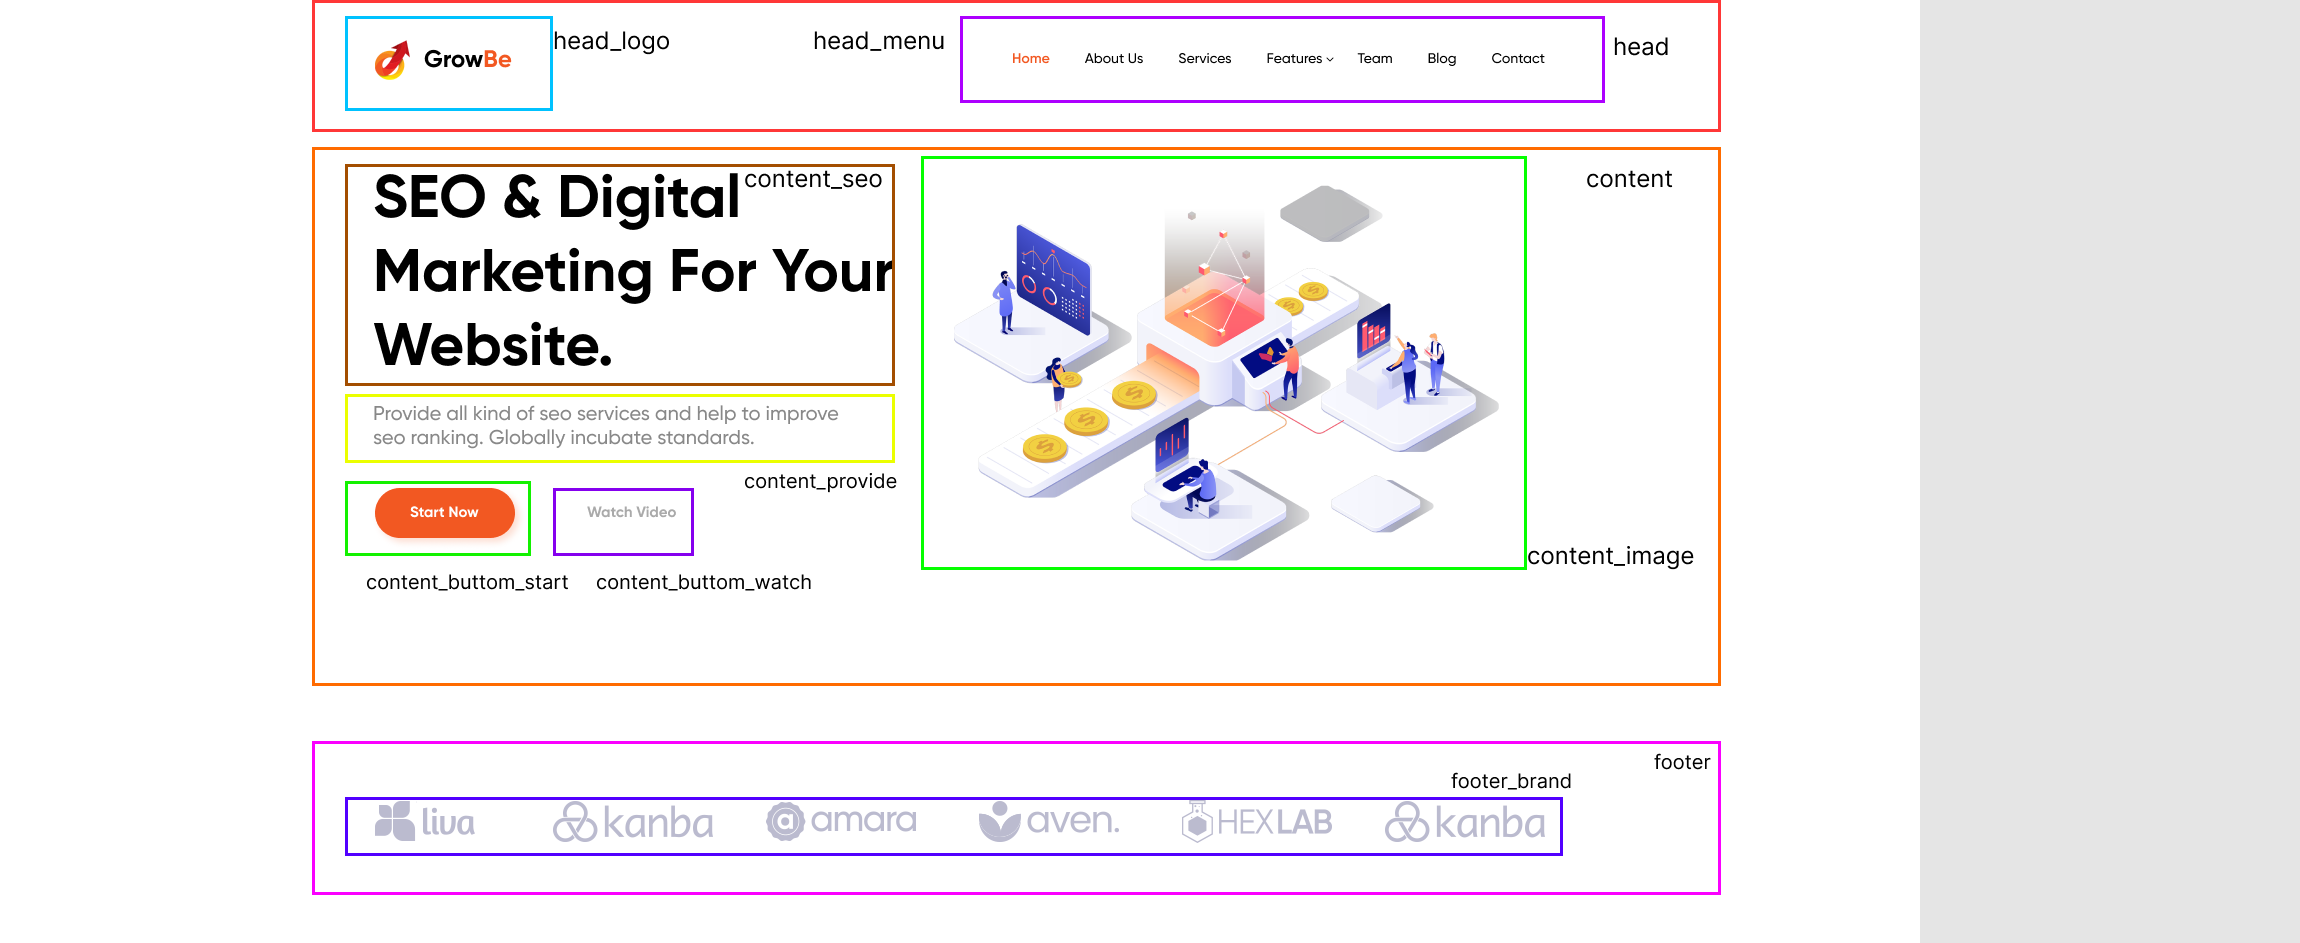 GrowBe
head_logo
head_menu
Home About Us Services Features Team Blog Contact
head
SEO & Digital
Marketing For Your
Website.
content_seo
content
Provide all kind of seo services and help to improve
seo ranking. Globally incubate standards.
content_provide
Start Now
Watch Video
content_buttom_start
content_buttom_watch
content_image
footer
footer_brand
liva
kanba
amara
aven.
HEXLAB
kanba